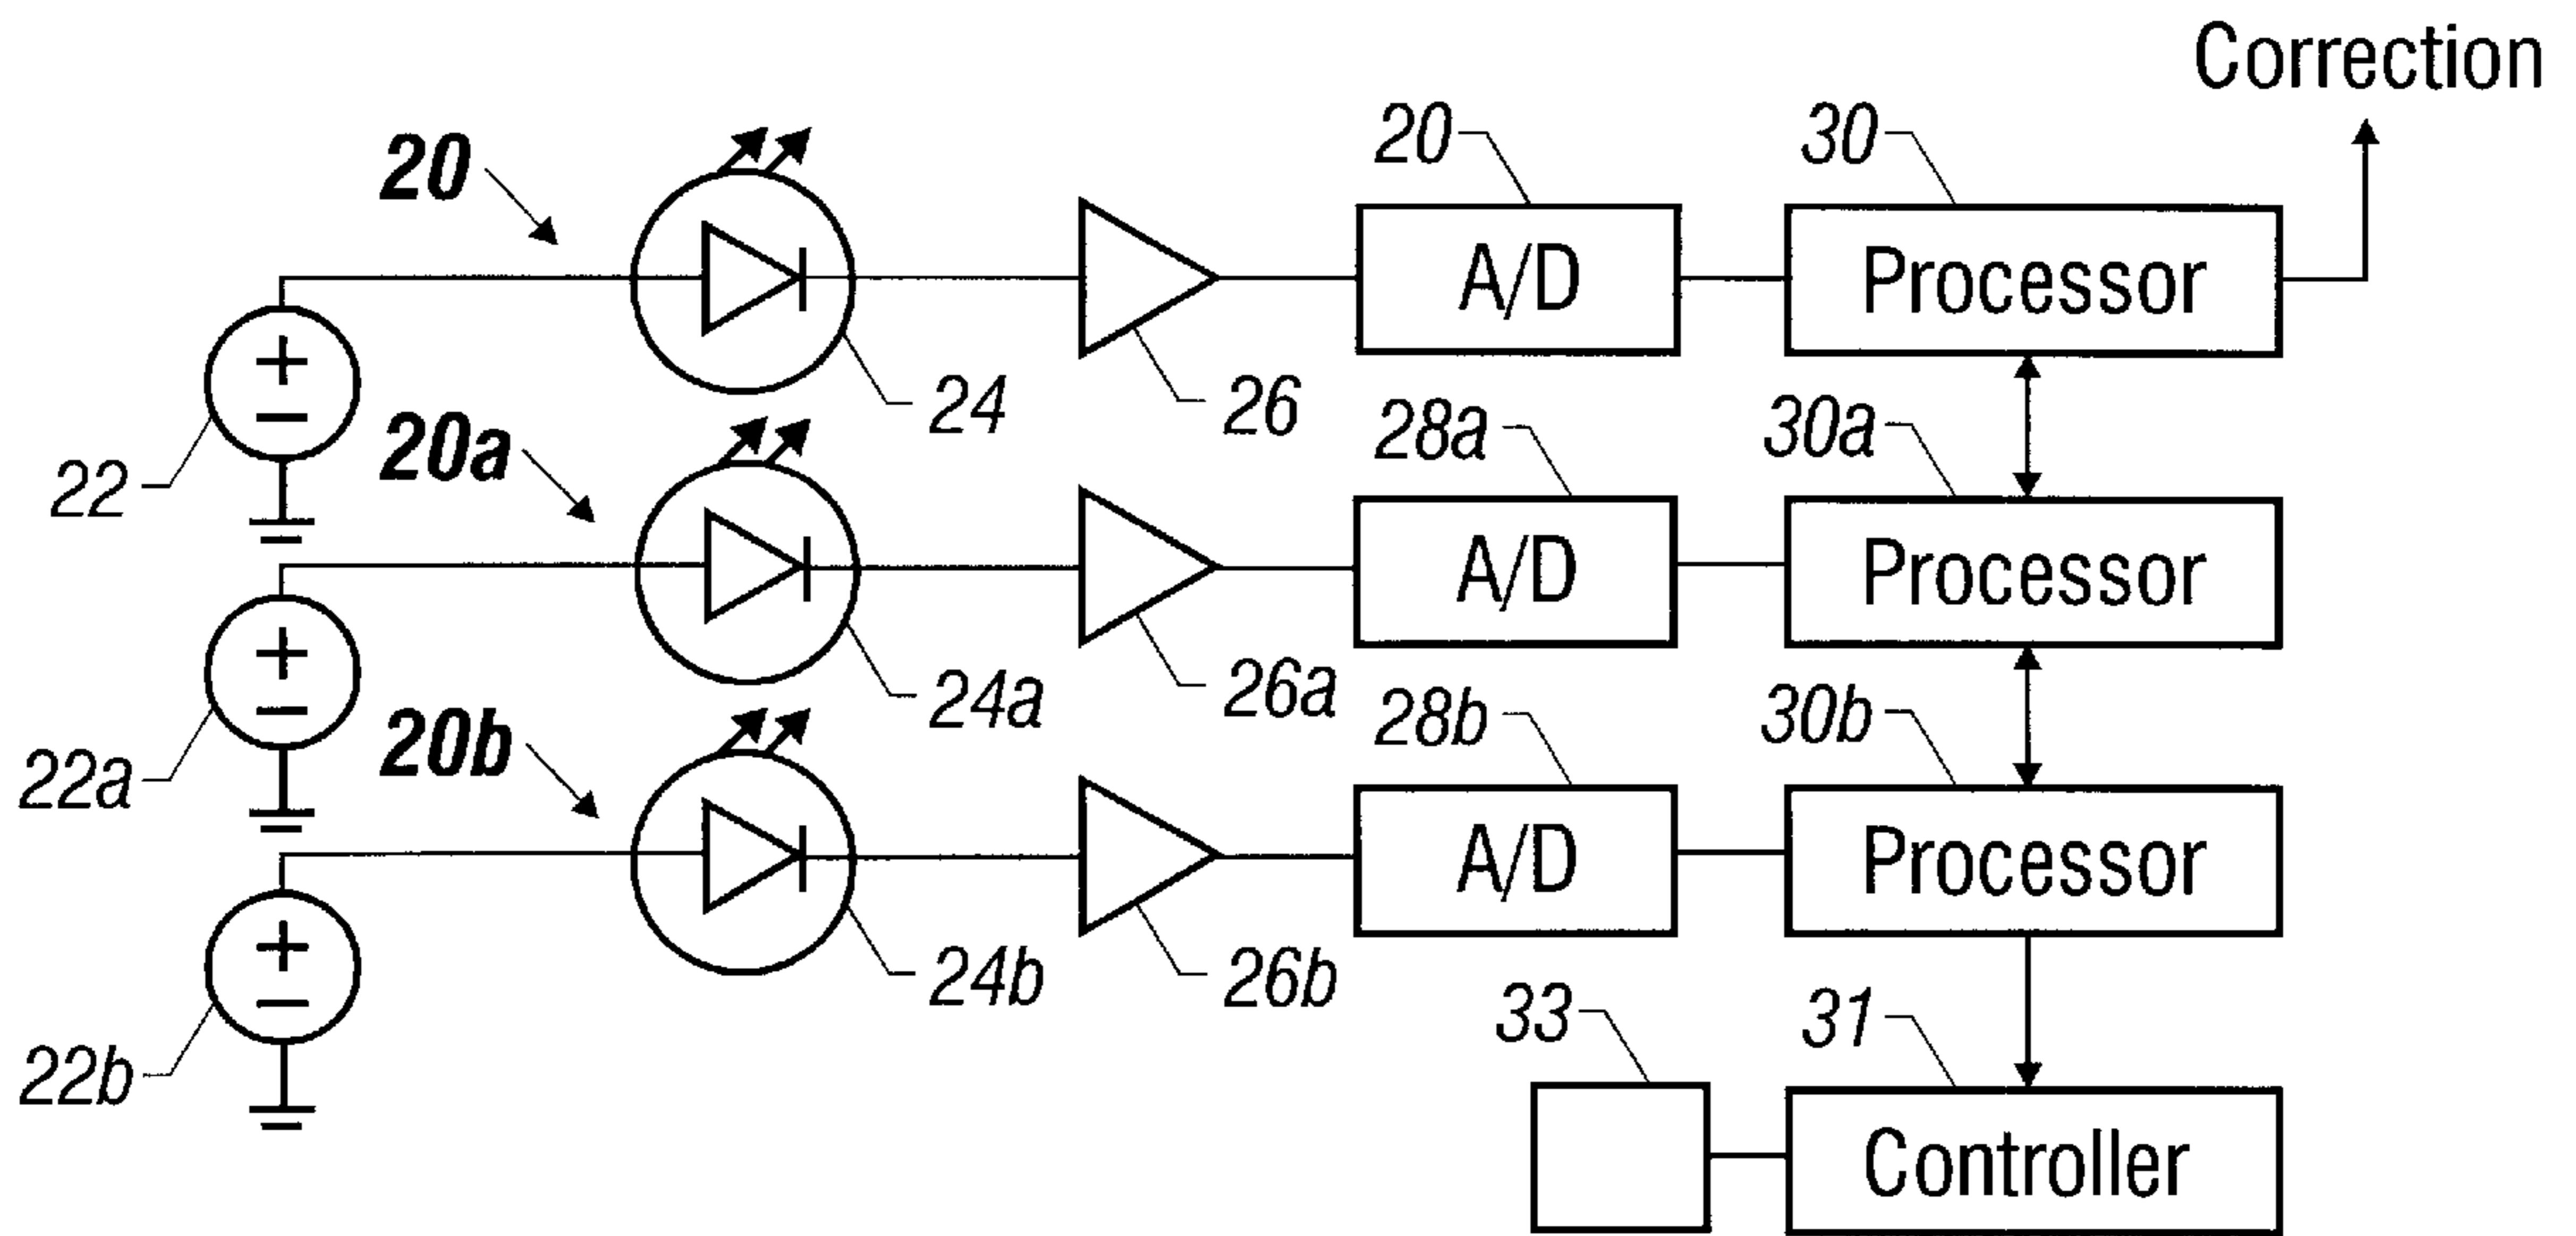 Correction
20
20
30
A/D
Processor
24
26
22
20a
28a
30a
A/D
Processor
24a
26a
22a
20b
28b
30b
A/D
Processor
24b
26b
22b
33
31
Controller